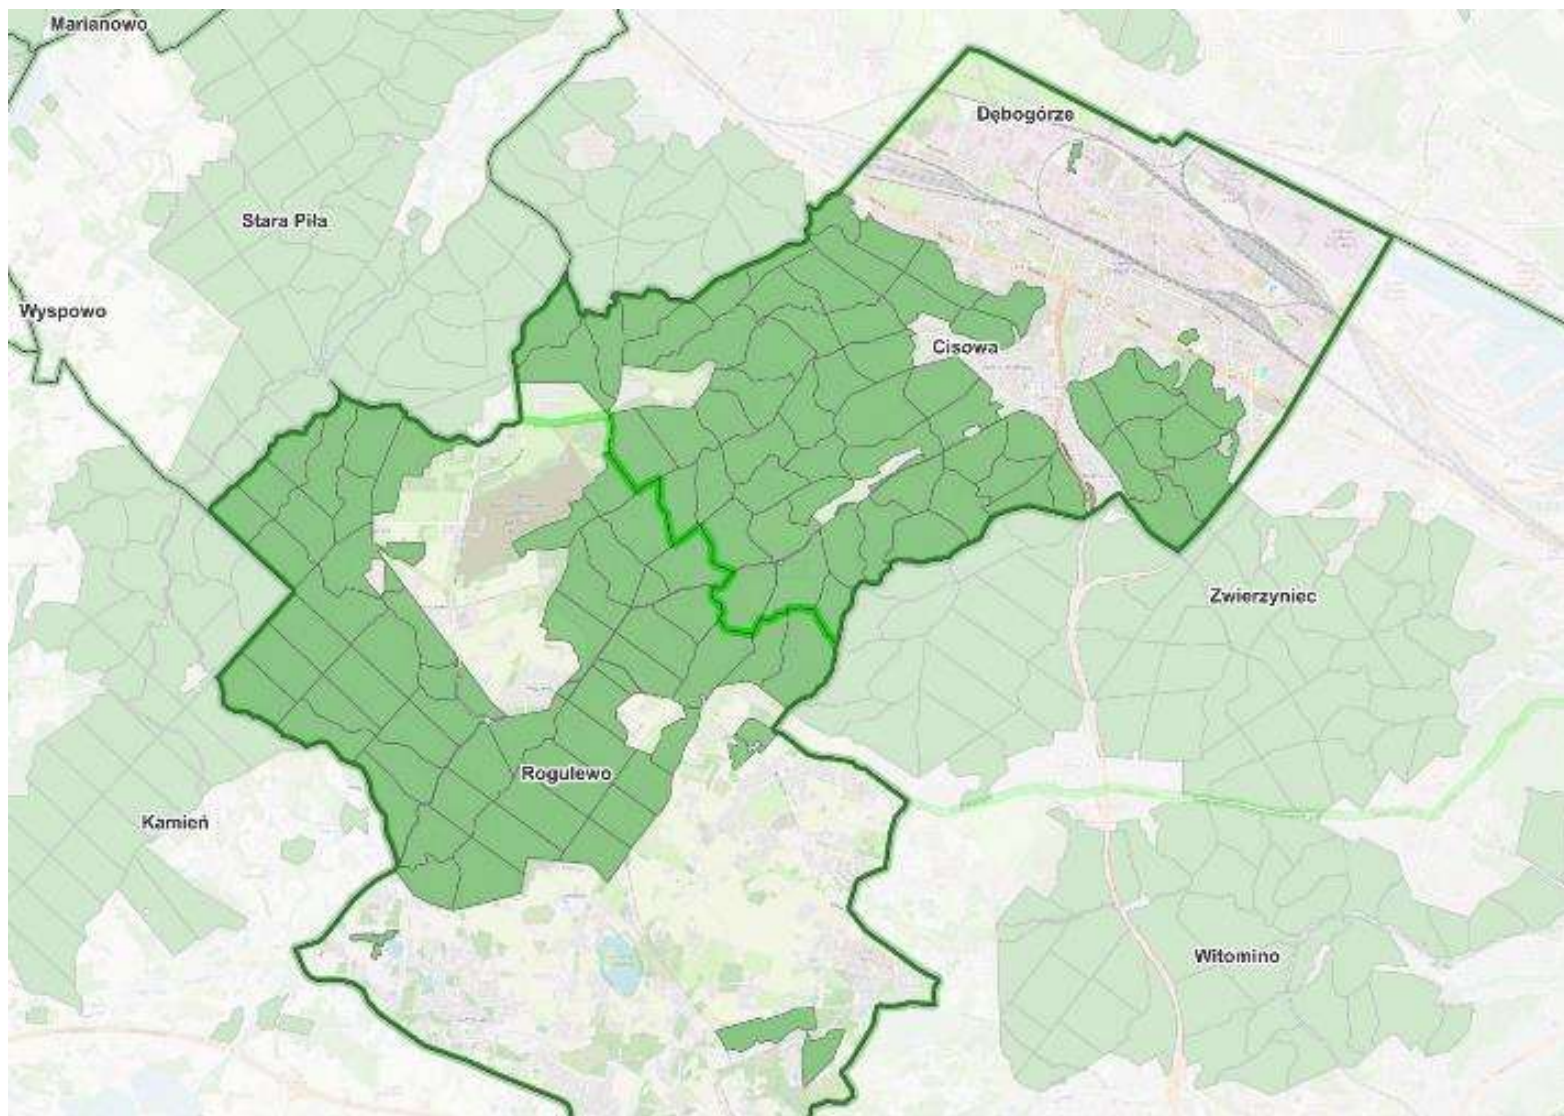 Marianowo
Dębogórze
Stara Piła
Wyspowo
Cisowa
Zwierzyniec
Rogulewo
Kamień
Witomino